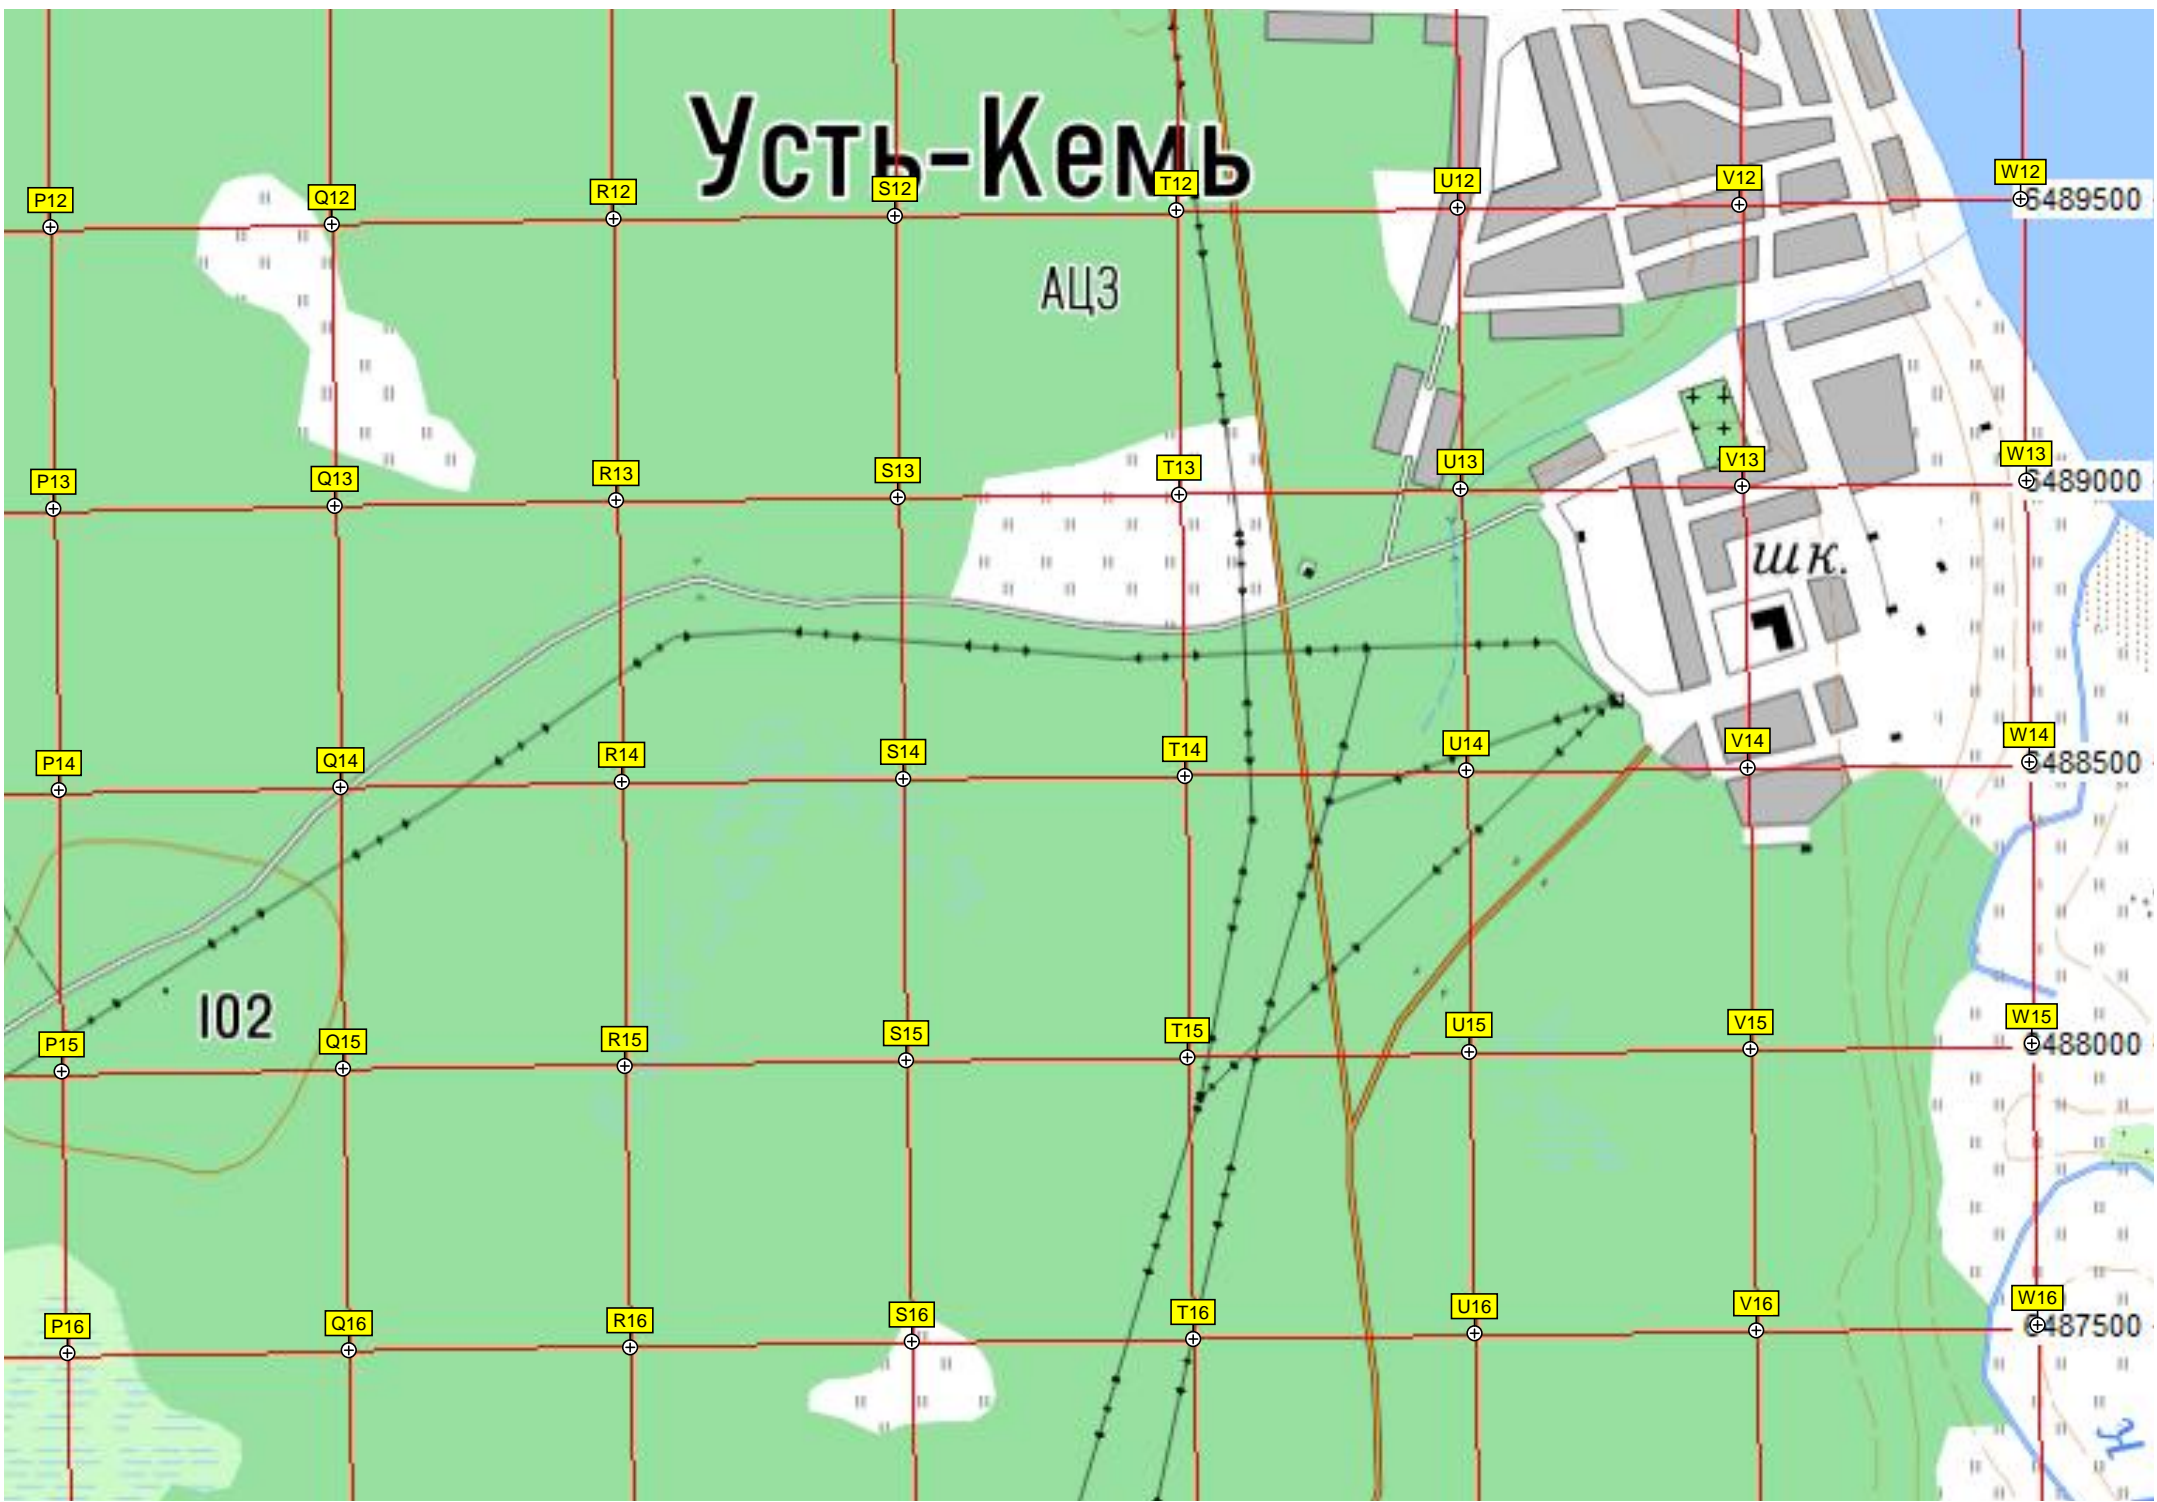 Усть-Кемь
P12 Q12 R12 S12 T12 U12 V12 W12
6489500
АЦЗ
P13 Q13 R13 S13 T13 U13 V13 W13
6489000
шк.
P14 Q14 R14 S14 T14 U14 V14 W14
6488500
102
P15 Q15 R15 S15 T15 U15 V15 W15
6488000
P16 Q16 R16 S16 T16 U16 V16 W16
6487500